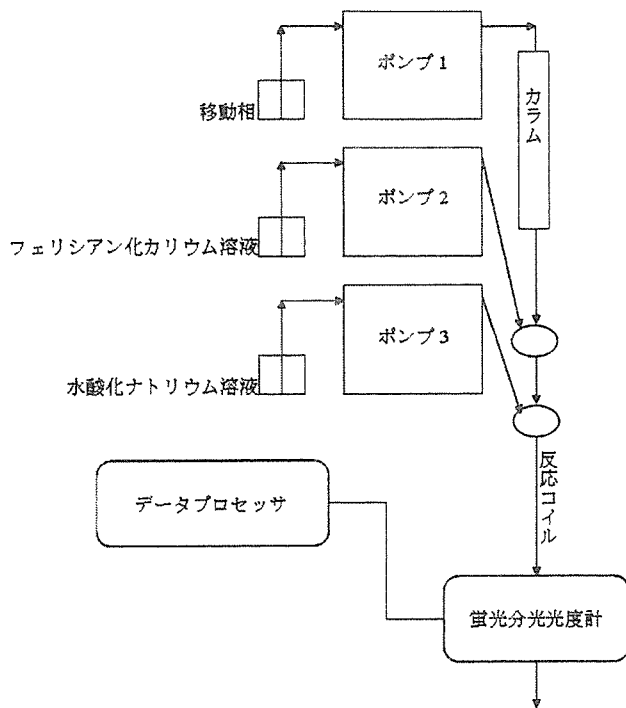 ポンプ 1
移動相
カラム
ポンプ 2
フェリシアン化カリウム溶液
ポンプ 3
水酸化ナトリウム溶液
反応コイル
データプロセッサ
蛍光分光光度計